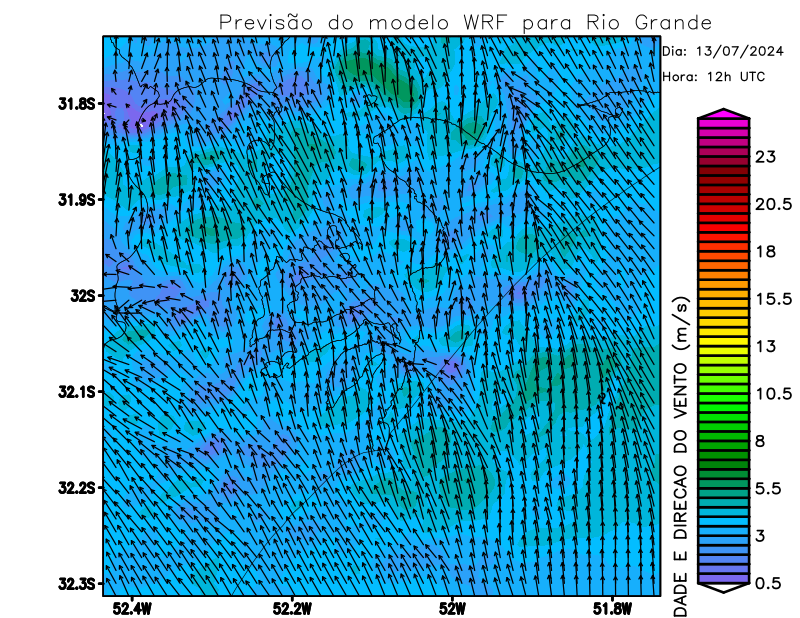 Previsão do modelo WRF para Rio Grande
Dia: 13/07/2024
Hora: 12h UTC
31.8S
31.9S
32S
32.1S
32.2S
32.3S
52.4W
52.2W
52W
51.8W
23
20.5
18
15.5
13
10.5
8
5.5
3
0.5
DADE E DIRECAO DO VENTO (m/s)